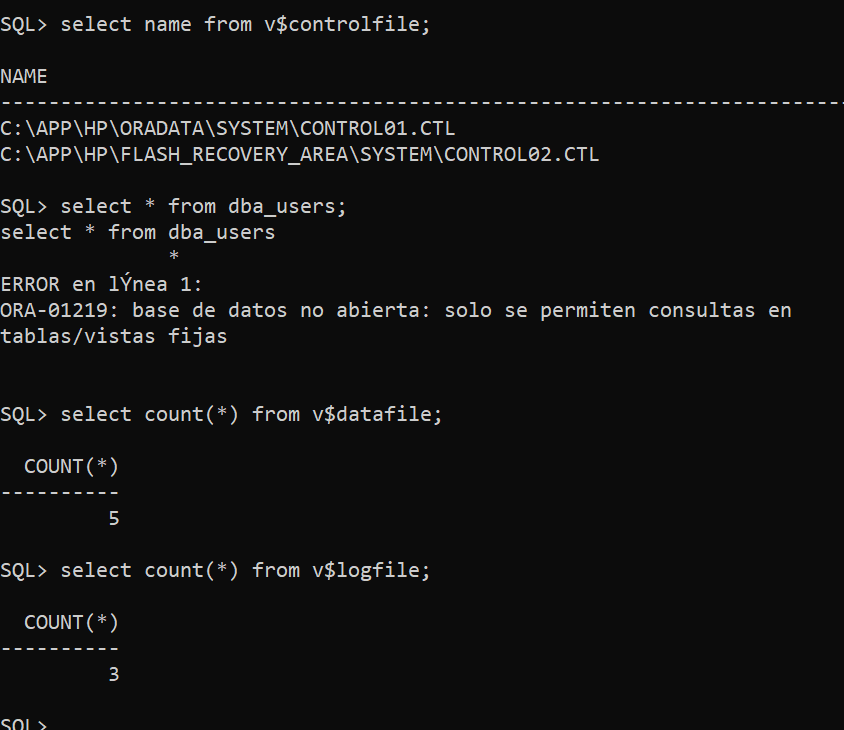 SQL> select name from v$controlfile;
NAME
--------------------------------------------------------------------------------
C:\APP\HP\ORADATA\SYSTEM\CONTROL01.CTL
C:\APP\HP\FLASH_RECOVERY_AREA\SYSTEM\CONTROL02.CTL
SQL> select * from dba_users;
select * from dba_users
              *
ERROR en lÝnea 1:
ORA-01219: base de datos no abierta: solo se permiten consultas en
tablas/vistas fijas
SQL> select count(*) from v$datafile;
  COUNT(*)
----------
         5
SQL> select count(*) from v$logfile;
  COUNT(*)
----------
         3
SQL>